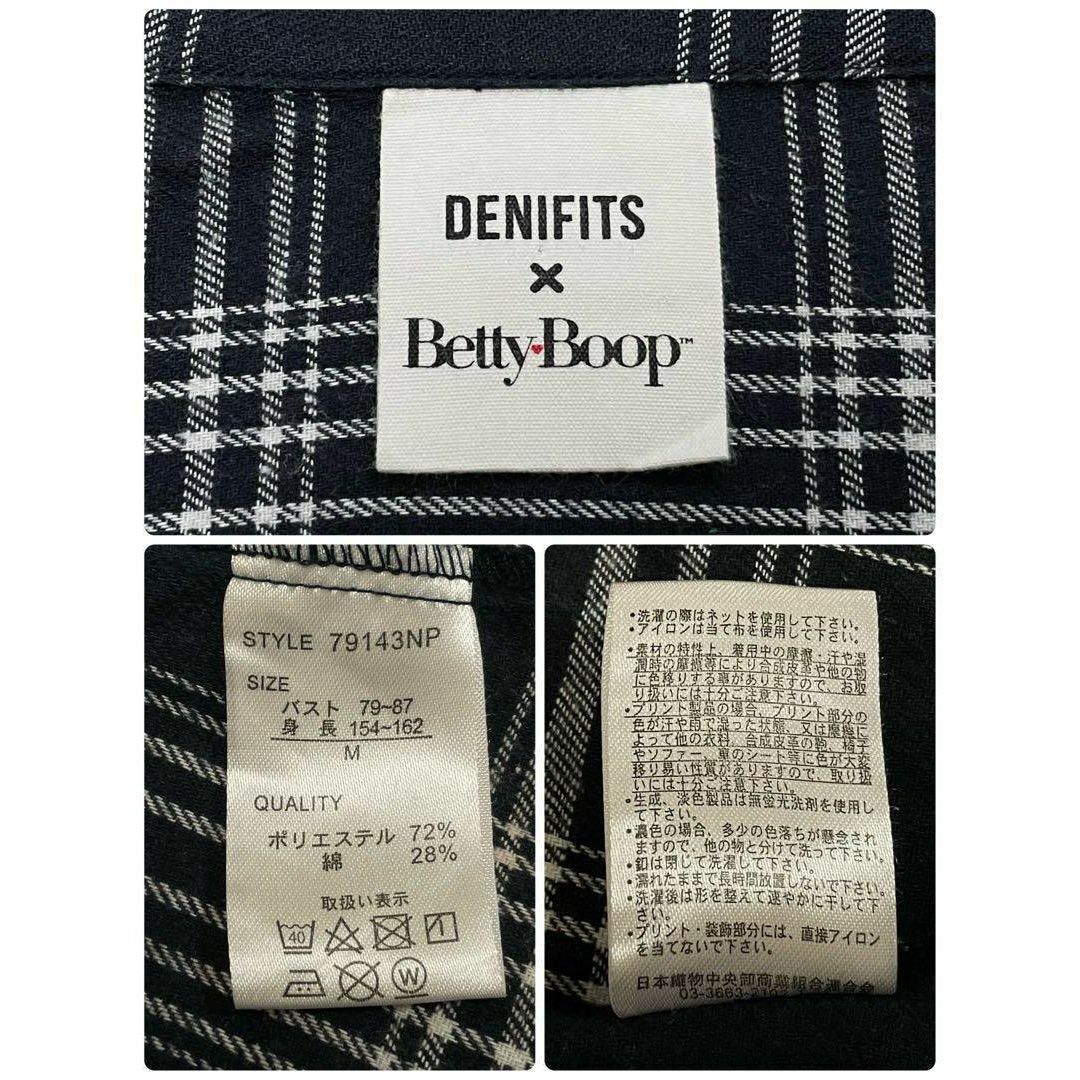 DENIFITS
×
Betty Boop™
STYLE 79143NP
SIZE
バスト 79~87
身 長 154~162
M
QUALITY
ポリエステル 72%
綿 28%
取扱い表示
40
W
•洗濯の際はネットを使用して下さい。
•アイロンは当て布を使用して下さい。
•素材の特性上、着用中の摩擦・汗や湿
潤時の摩擦等により合成皮革や他の物
に色移りする事がありますので、お取
り扱いには十分ご注意下さい。
•プリント製品の場合、プリント部分の
色が汗や雨で湿った状態、又は摩擦に
よって他の衣料、合成皮革の鞄、椅子
やソファー、車のシート等に色が大変
移り易い性質がありますので、取り扱
いには十分ご注意下さい。
•生成、淡色製品は無蛍光洗剤を使用し
て下さい。
•濃色の場合、多少の色落ちが懸念され
ますので、他の物と分けて洗って下さい。
•釦は閉じて洗濯して下さい。
•濡れたままで長時間放置しないで下さい。
•洗濯後は形を整えて速やかに干して下
さい。
•プリント・装飾部分には、直接アイロン
を当てないで下さい。
日本織物中央卸商業組合連合会
03-3663-2102